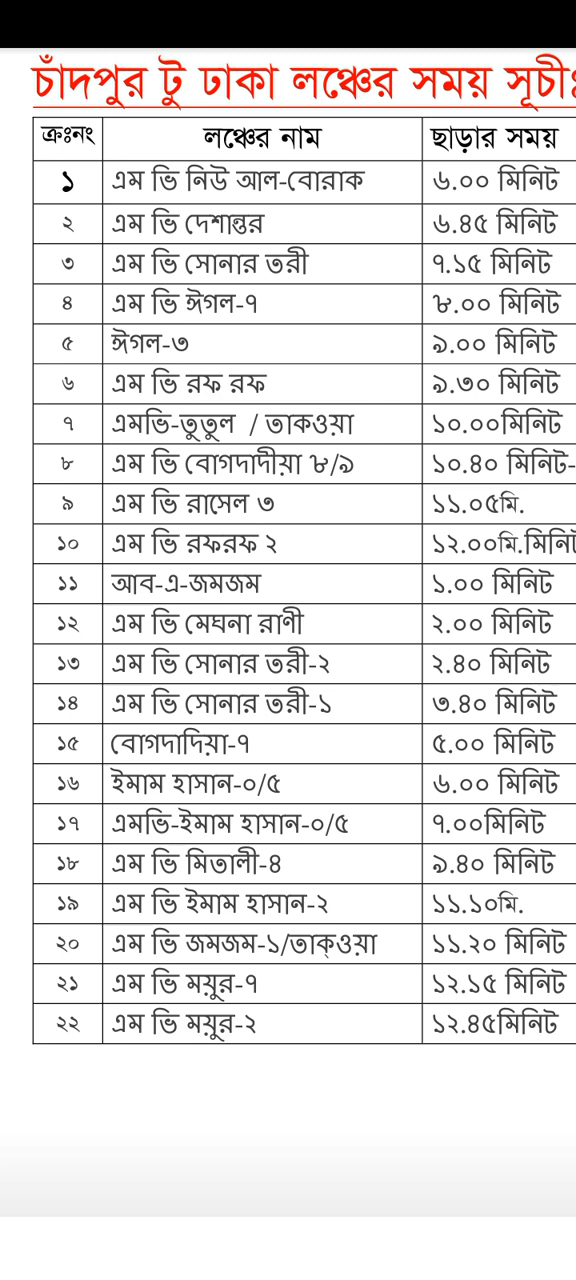 চাঁদপুর টু ঢাকা লঞ্চের সময় সূচীঃ
ক্রঃনং লঞ্চের নাম ছাড়ার সময়
১ এম ভি নিউ আল-বোরাক ৬.০০ মিনিট
২ এম ভি দেশান্তর ৬.৪৫ মিনিট
৩ এম ভি সোনার তরী ৭.১৫ মিনিট
৪ এম ভি ঈগল-৭ ৮.০০ মিনিট
৫ ঈগল-৩ ৯.০০ মিনিট
৬ এম ভি রফ রফ ৯.৩০ মিনিট
৭ এমভি-তুতুল / তাকওয়া ১০.০০মিনিট
৮ এম ভি বোগদাদীয়া ৮/৯ ১০.৪০ মিনিট-
৯ এম ভি রাসেল ৩ ১১.০৫মি.
১০ এম ভি রফরফ ২ ১২.০০মি.মিনিট
১১ আব-এ-জমজম ১.০০ মিনিট
১২ এম ভি মেঘনা রাণী ২.০০ মিনিট
১৩ এম ভি সোনার তরী-২ ২.৪০ মিনিট
১৪ এম ভি সোনার তরী-১ ৩.৪০ মিনিট
১৫ বোগদাদিয়া-৭ ৫.০০ মিনিট
১৬ ইমাম হাসান-০/৫ ৬.০০ মিনিট
১৭ এমভি-ইমাম হাসান-০/৫ ৭.০০মিনিট
১৮ এম ভি মিতালী-৪ ৯.৪০ মিনিট
১৯ এম ভি ইমাম হাসান-২ ১১.১০মি.
২০ এম ভি জমজম-১/তাক্ওয়া ১১.২০ মিনিট
২১ এম ভি ময়ুর-৭ ১২.১৫ মিনিট
২২ এম ভি ময়ুর-২ ১২.৪৫মিনিট